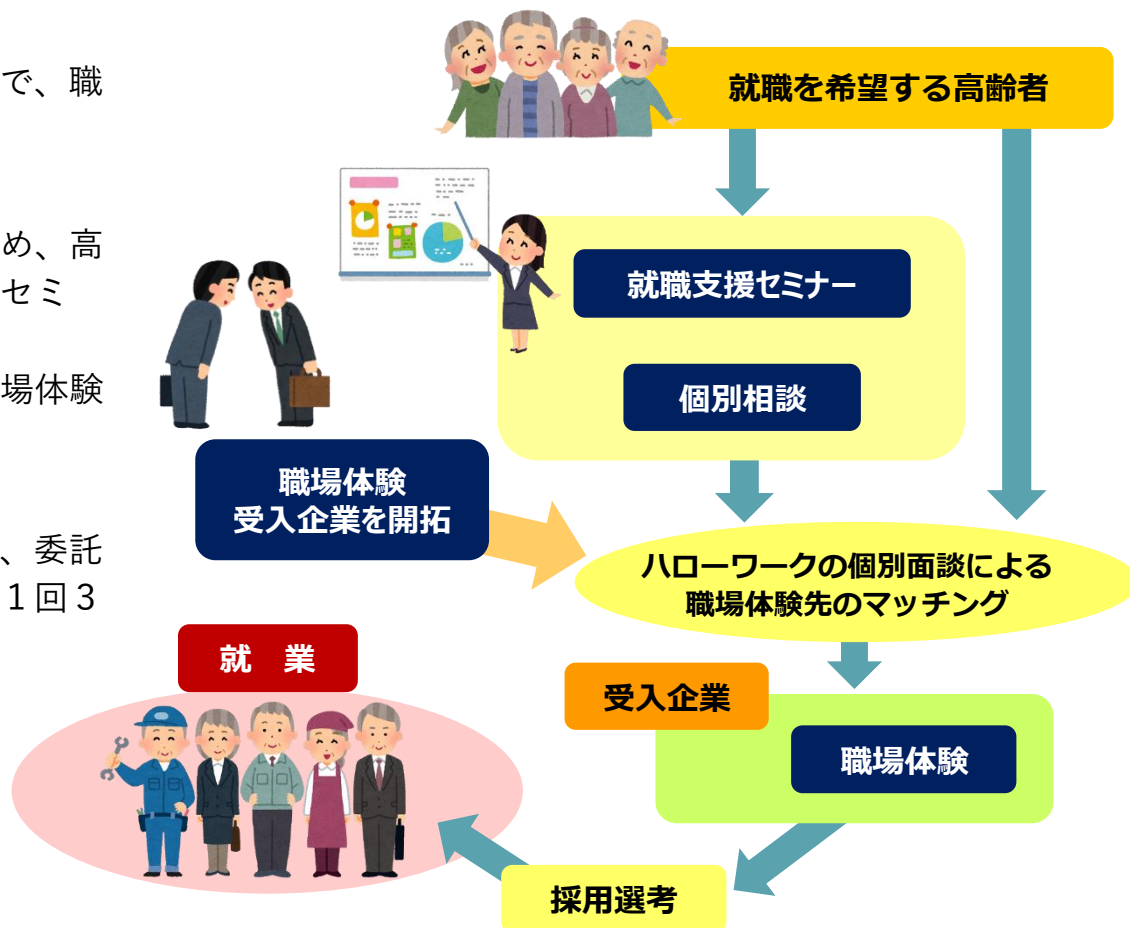 で、職
め、高
セミ
場体験
、委託
１回３
就職を希望する高齢者
就職支援セミナー
個別相談
職場体験
受入企業を開拓
ハローワークの個別面談による
職場体験先のマッチング
受入企業
職場体験
採用選考
就　業